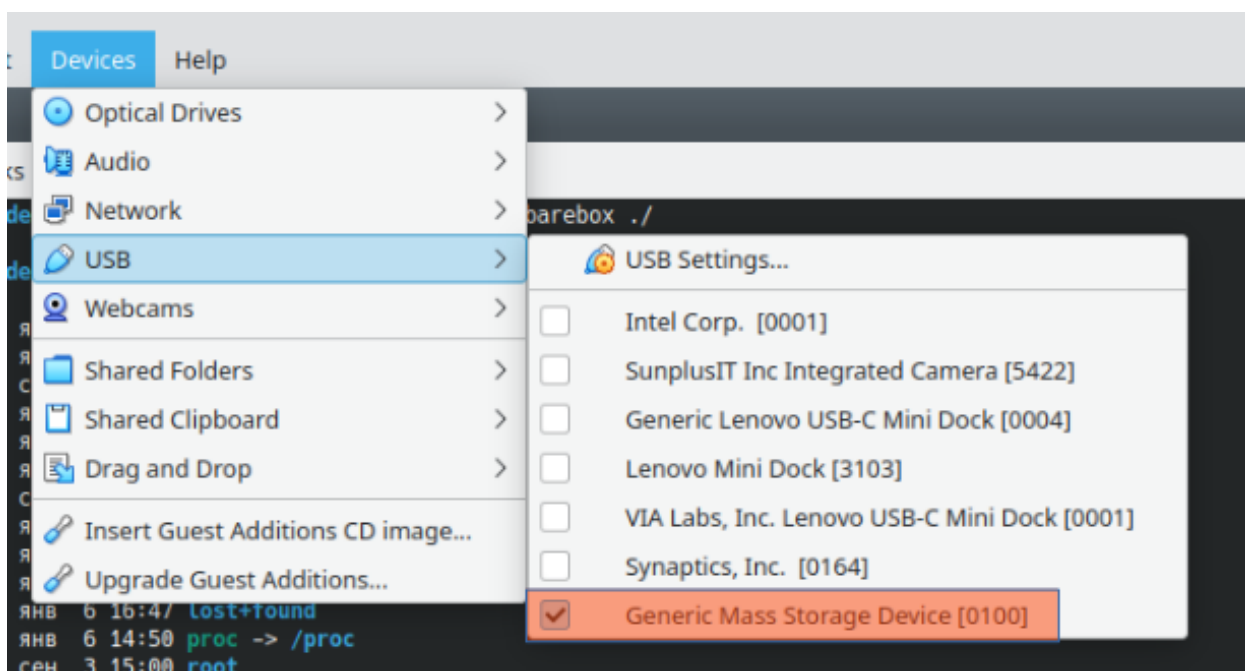 Devices Help
Optical Drives
Audio
Network
USB
Webcams
Shared Folders
Shared Clipboard
Drag and Drop
Insert Guest Additions CD image...
Upgrade Guest Additions...
barebox ./
USB Settings...
Intel Corp. [0001]
SunplusIT Inc Integrated Camera [5422]
Generic Lenovo USB-C Mini Dock [0004]
Lenovo Mini Dock [3103]
VIA Labs, Inc. Lenovo USB-C Mini Dock [0001]
Synaptics, Inc. [0164]
Generic Mass Storage Device [0100]
янв 6 16:47 lost+found
янв 6 14:50 proc -> /proc
сен 3 15:00 root